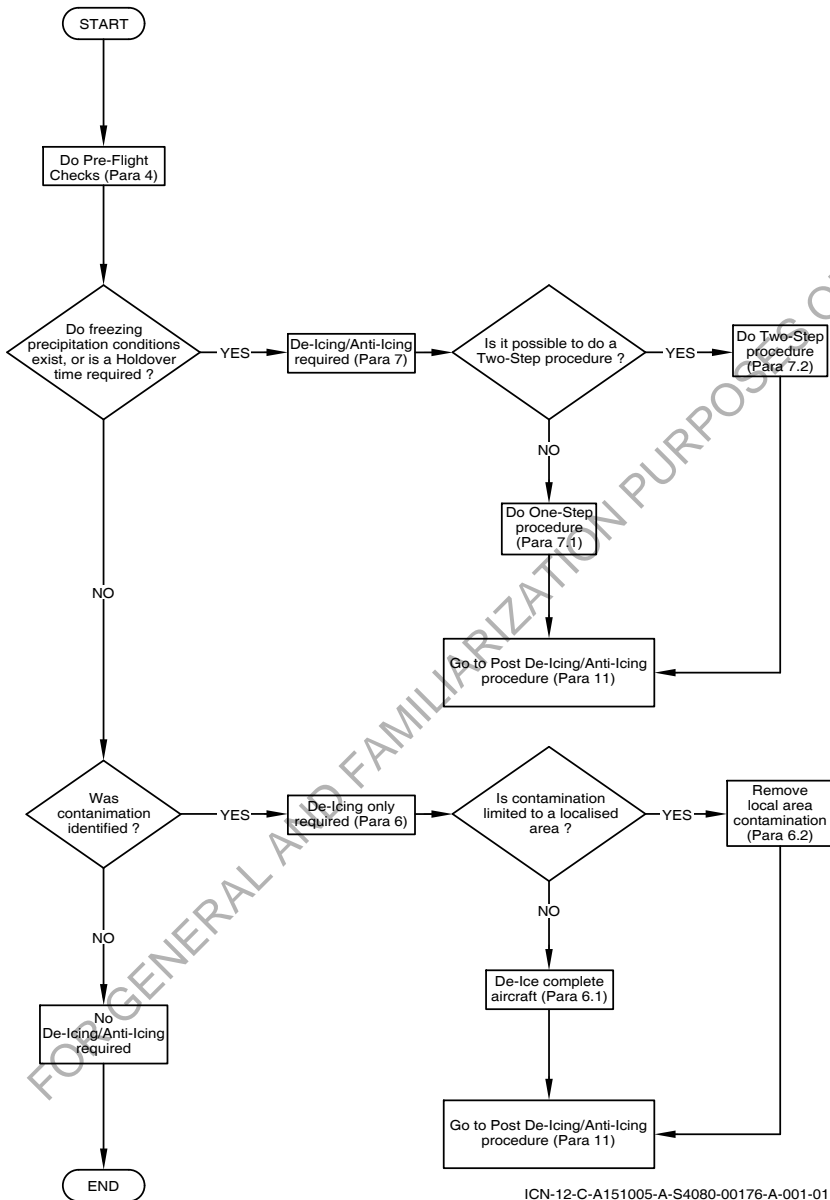 START
Do Pre-Flight
Checks (Para 4)
Do freezing
precipitation conditions
exist, or is a Holdover
time required ?
YES
De-Icing/Anti-Icing
required (Para 7)
Is it possible to do a
Two-Step procedure ?
YES
Do Two-Step
procedure
(Para 7.2)
NO
Do One-Step
procedure
(Para 7.1)
NO
Go to Post De-Icing/Anti-Icing
procedure (Para 11)
Was
contanimation
identified ?
YES
De-Icing only
required (Para 6)
Is contamination
limited to a localised
area ?
YES
Remove
local area
contamination
(Para 6.2)
NO
NO
De-Ice complete
aircraft (Para 6.1)
No
De-Icing/Anti-Icing
required
Go to Post De-Icing/Anti-Icing
procedure (Para 11)
END
ICN-12-C-A151005-A-S4080-00176-A-001-01
FOR GENERAL AND FAMILIARIZATION PURPOSES